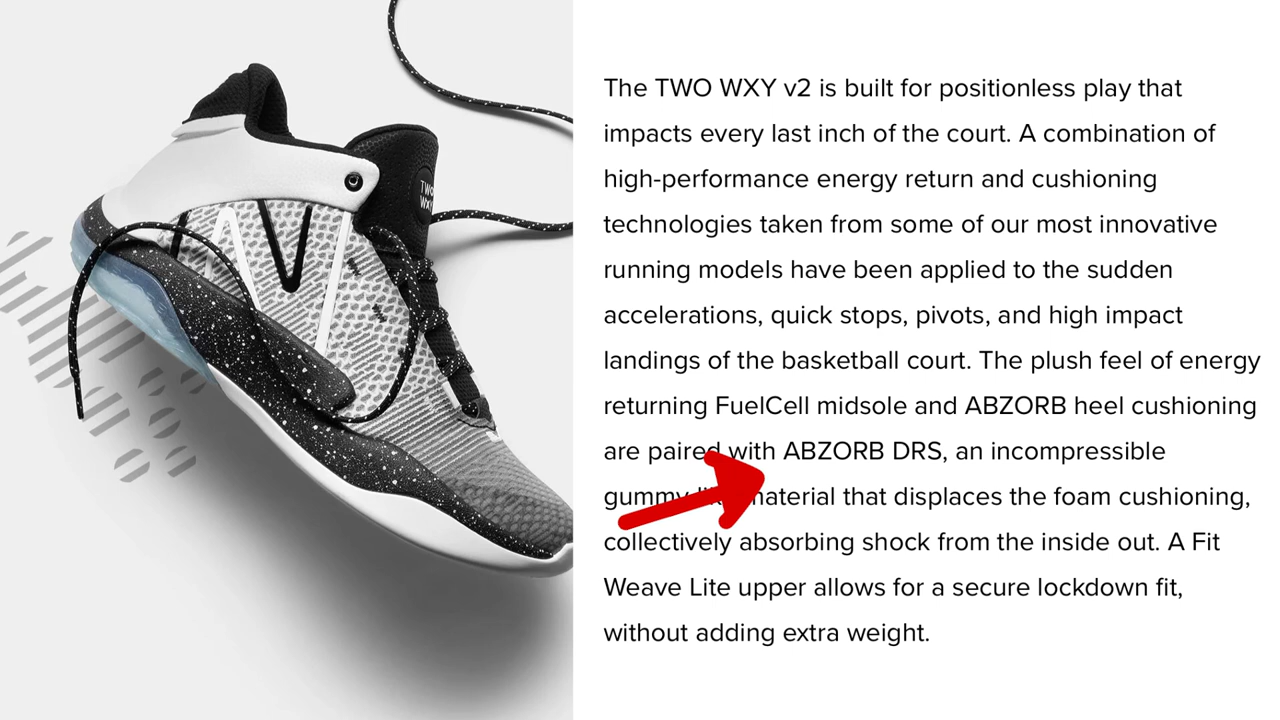 TWO
WXY
The TWO WXY v2 is built for positionless play that
impacts every last inch of the court. A combination of
high-performance energy return and cushioning
technologies taken from some of our most innovative
running models have been applied to the sudden
accelerations, quick stops, pivots, and high impact
landings of the basketball court. The plush feel of energy
returning FuelCell midsole and ABZORB heel cushioning
are paired with ABZORB DRS, an incompressible
gummy-like material that displaces the foam cushioning,
collectively absorbing shock from the inside out. A Fit
Weave Lite upper allows for a secure lockdown fit,
without adding extra weight.